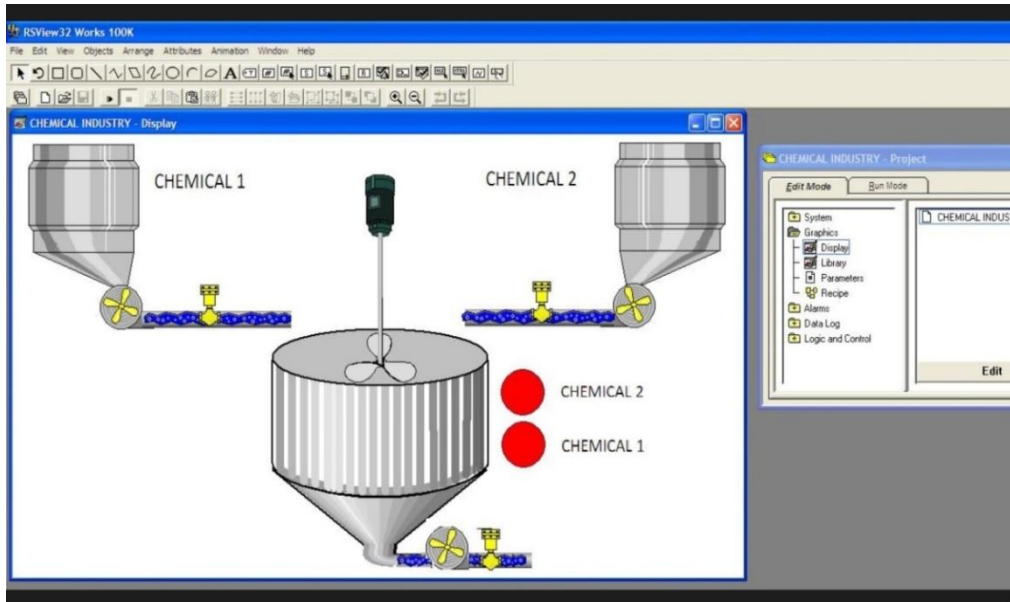 RSView32 Works 100K
File Edit View Objects Arrange Attributes Animation Window Help
CHEMICAL INDUSTRY - Display
CHEMICAL 1
CHEMICAL 2
CHEMICAL 2
CHEMICAL 1
CHEMICAL INDUSTRY - Project
Edit Mode Run Mode
System
Graphics
Display
Library
Parameters
Recipe
Alarms
Data Log
Logic and Control
CHEMICAL INDUS
Edit